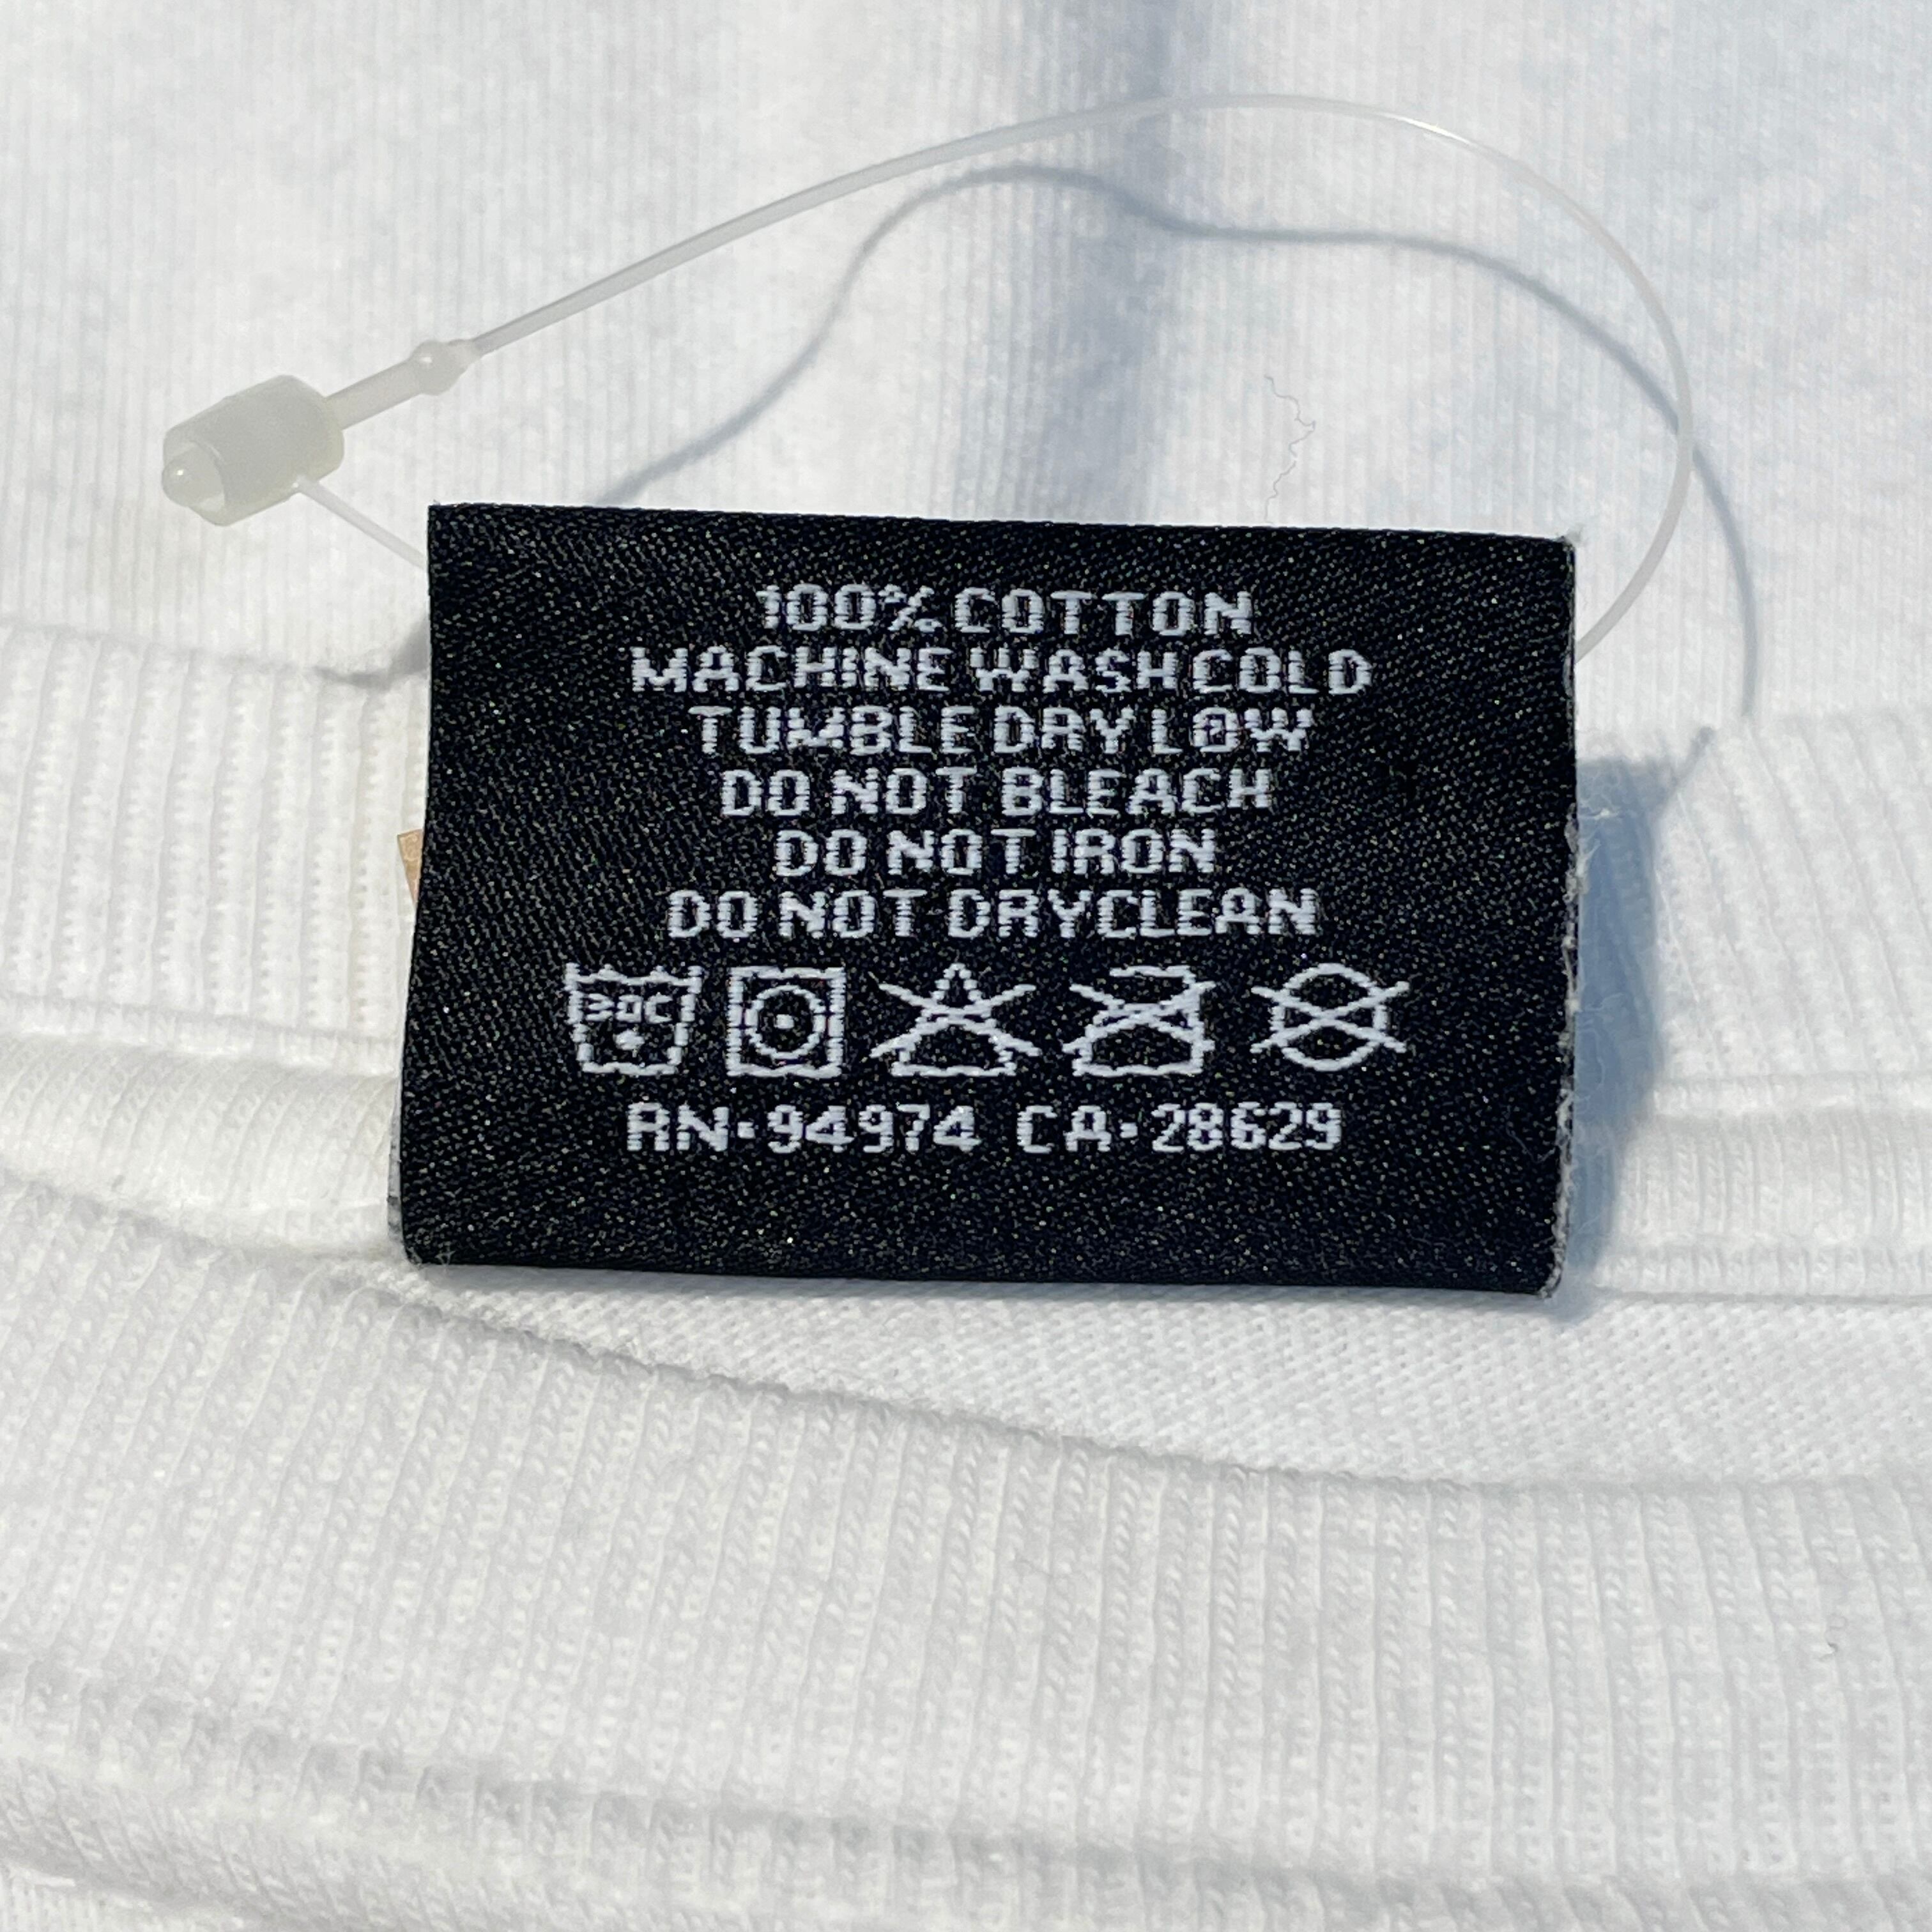 100% COTTON
MACHINE WASH COLD
TUMBLE DRY LOW
DO NOT BLEACH
DO NOT IRON
DO NOT DRYCLEAN
30C
RN·94974 CA·28629